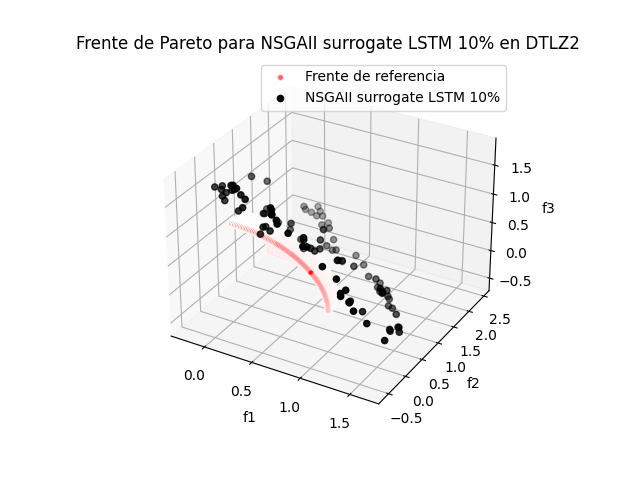 Frente de Pareto para NSGAII surrogate LSTM 10% en DTLZ2
Frente de referencia
NSGAII surrogate LSTM 10%
1.5
1.0
0.5
0.0
−0.5
f3
2.5
2.0
1.5
1.0
0.5
0.0
−0.5
f2
0.0
0.5
1.0
1.5
f1